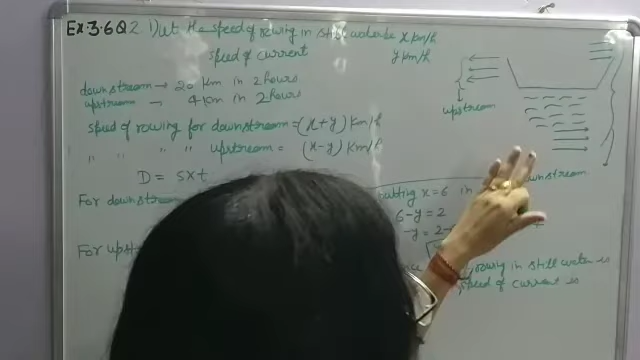 Ex:3.6 Q2. i) Let the speed of rowing in still water be x km/h
speed of current y km/h
downstream → 20 km in 2 hours
upstream → 4 km in 2 hours
speed of rowing for downstream = (x+y) km/h
" " " " upstream = (x-y) km/h
D = s x t
upstream
For downstream
For upst
putting x = 6 in
6 - y = 2
- y = 2 -
rowing in still water is
speed of current is